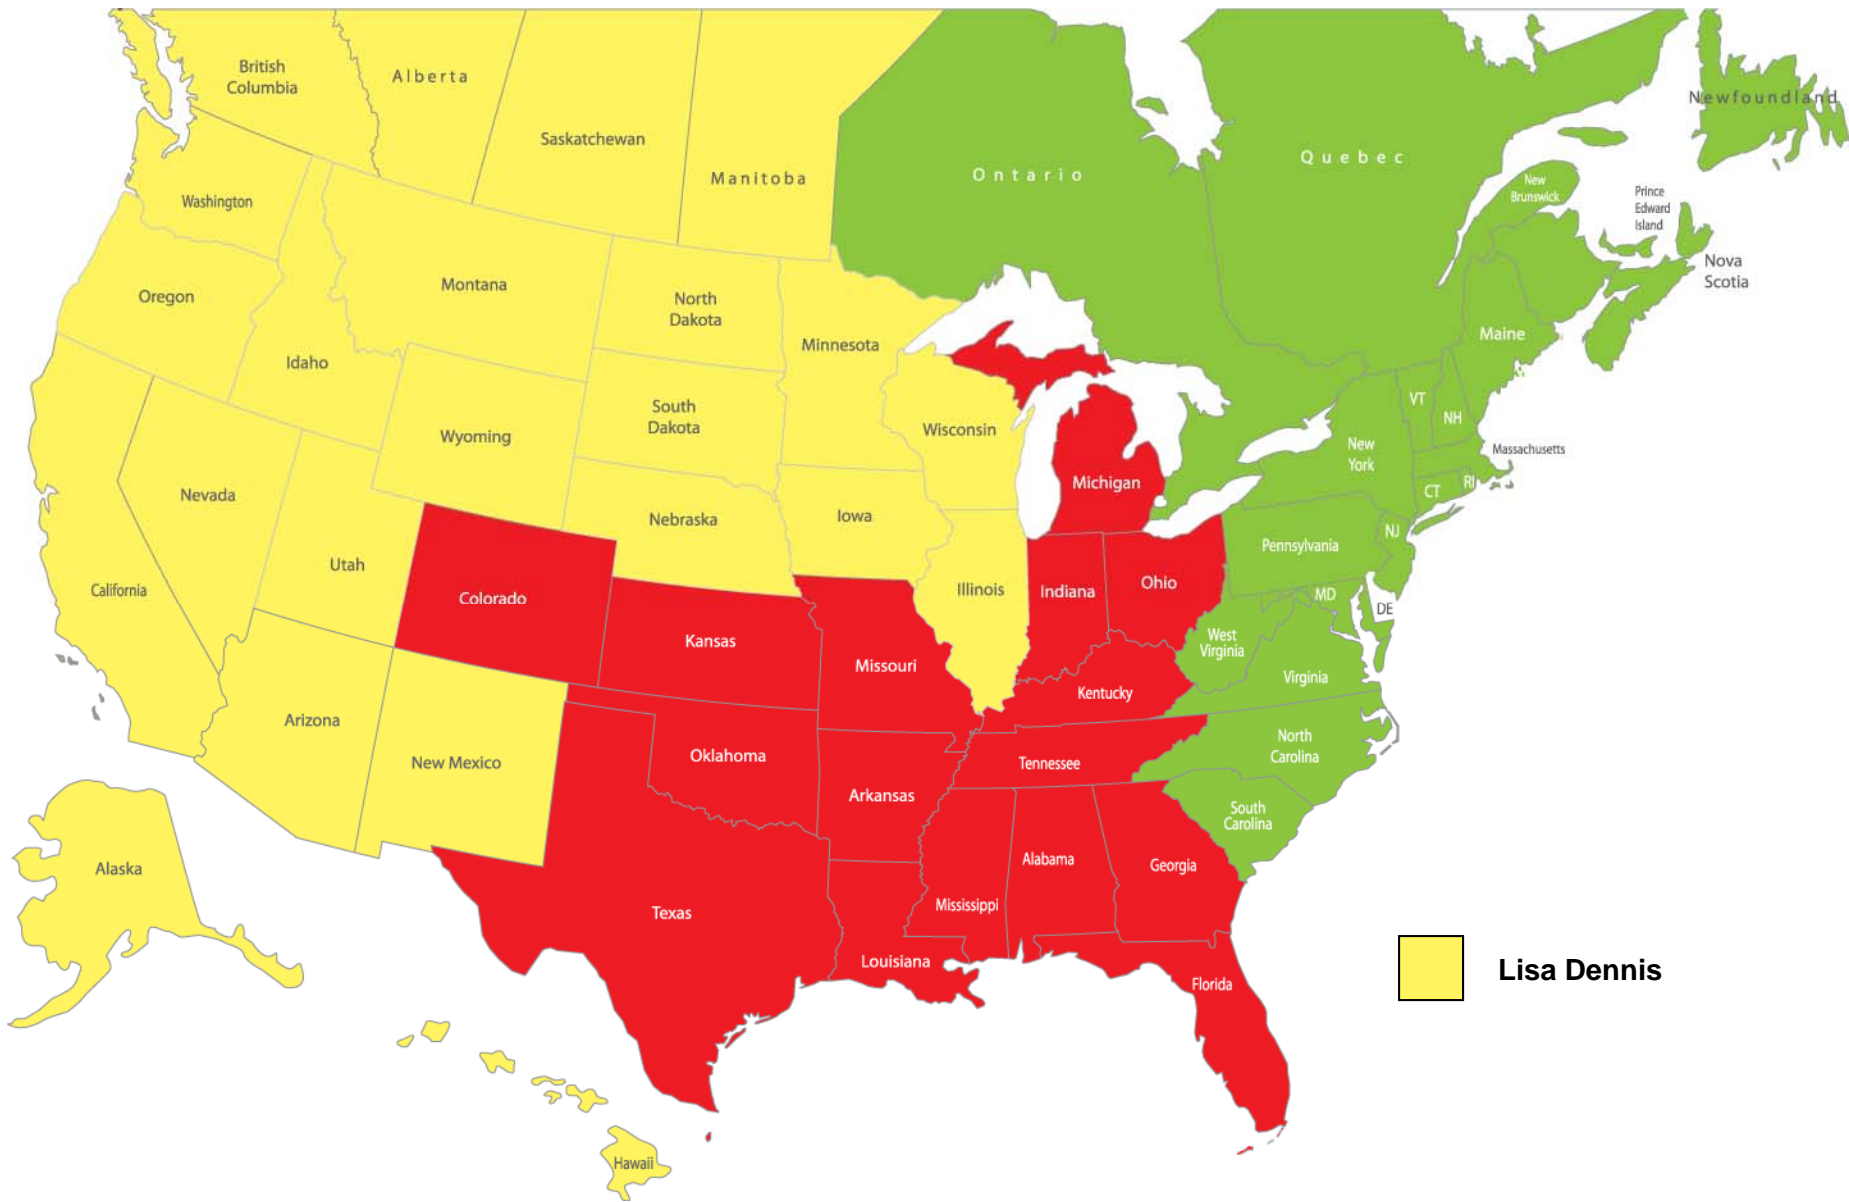 British
Columbia
Alberta
Saskatchewan
Manitoba
Ontario
Quebec
Newfoundland
New
Brunswick
Prince
Edward
Island
Nova
Scotia
Washington
Oregon
Idaho
Montana
North
Dakota
Minnesota
Wisconsin
Michigan
Maine
VT
NH
New
York
Massachusetts
CT
RI
South
Dakota
Wyoming
Nebraska
Iowa
Nevada
Utah
California
Colorado
Kansas
Missouri
Illinois
Indiana
Ohio
Pennsylvania
NJ
MD
DE
West
Virginia
Virginia
Kentucky
Tennessee
North
Carolina
South
Carolina
Arizona
New Mexico
Oklahoma
Arkansas
Texas
Louisiana
Mississippi
Alabama
Georgia
Florida
Alaska
Hawaii
Lisa Dennis